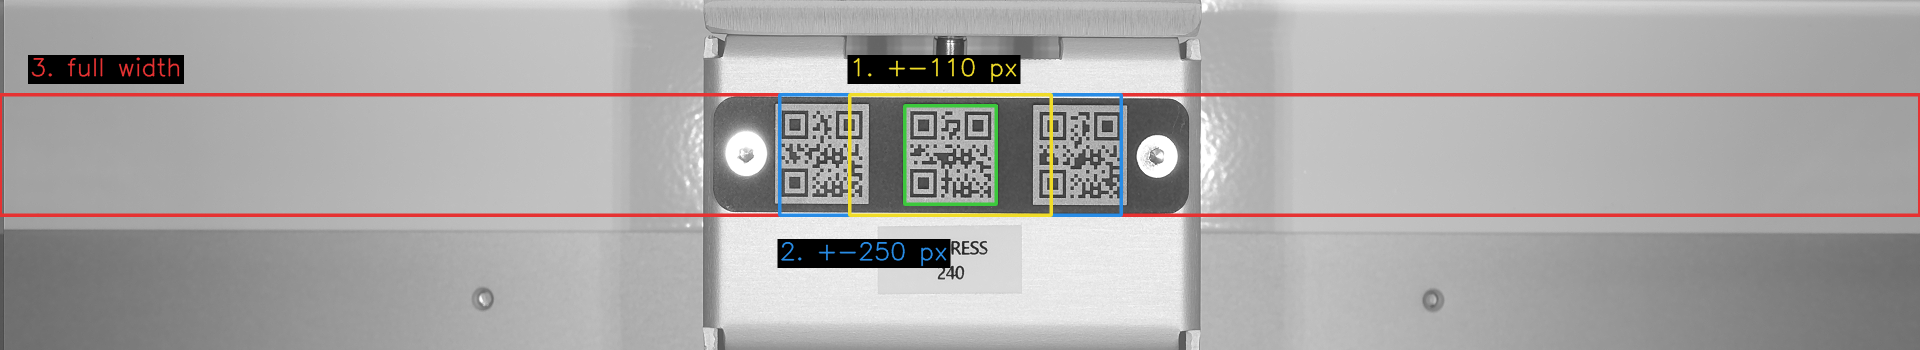 3. full width
1. +-110 px
2. +-250 px
RESS
240